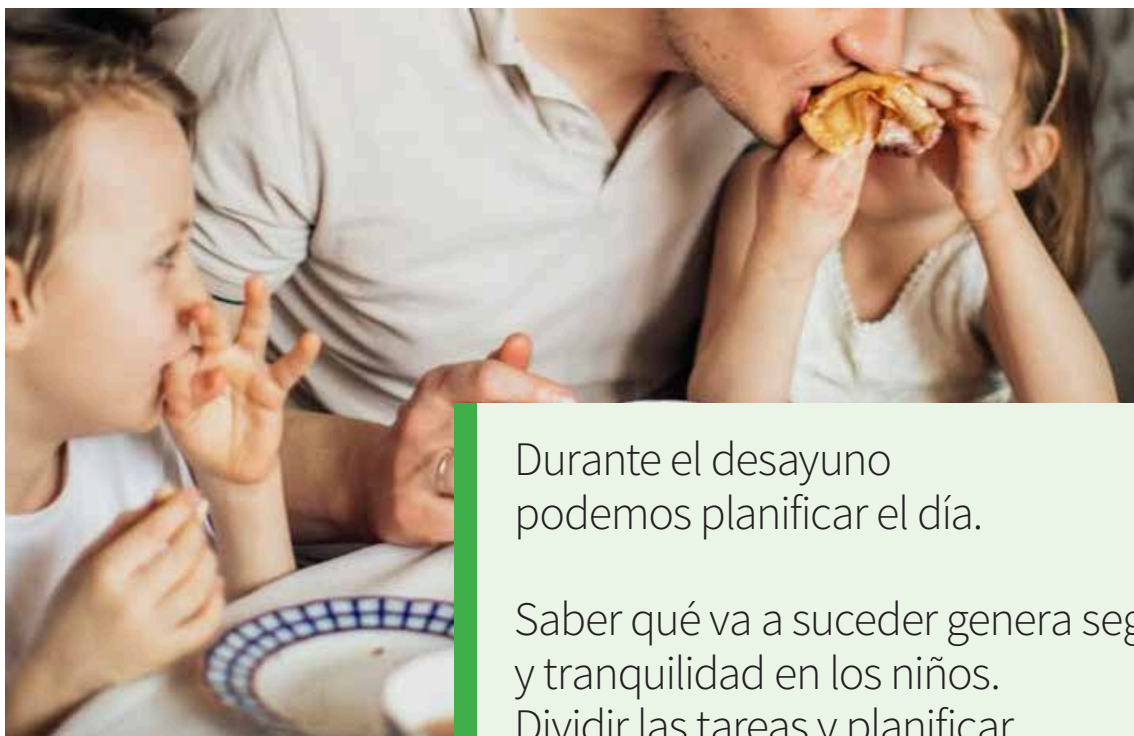 Durante el desayuno
podemos planificar el día.
Saber qué va a suceder genera
y tranquilidad en los niños.
Dividir las tareas y planificar